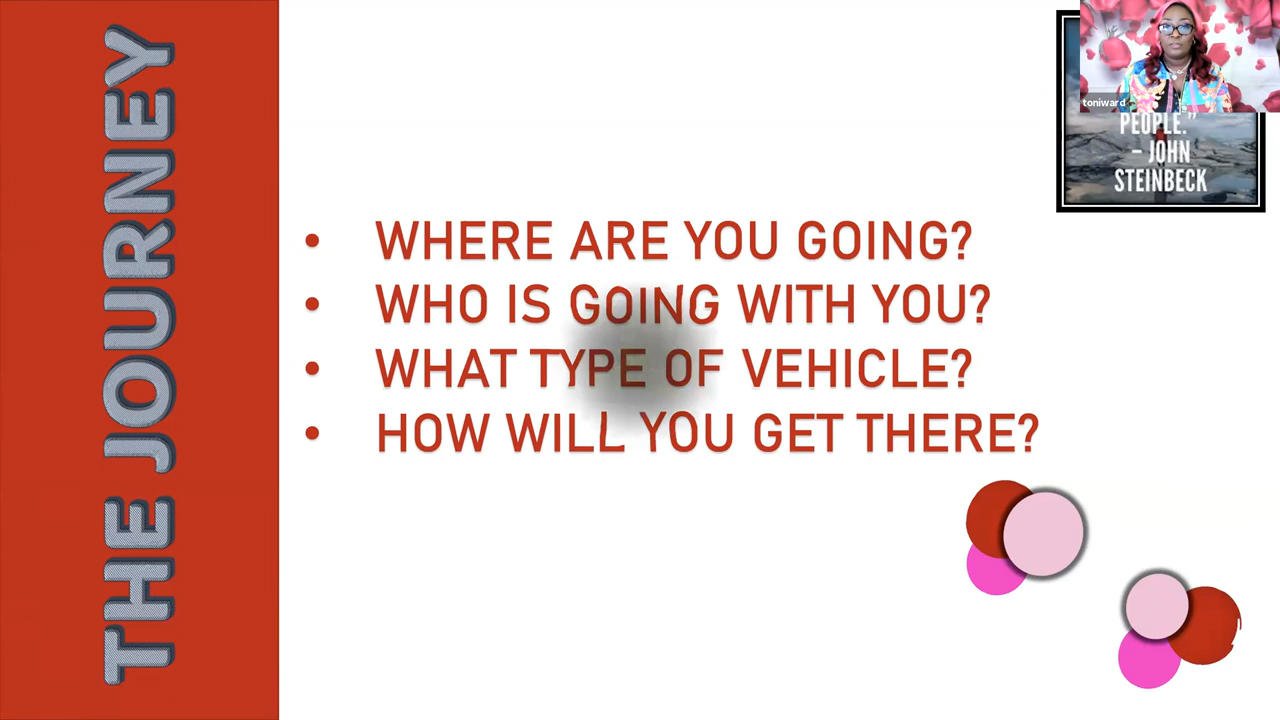 THE JOURNEY
WHERE ARE YOU GOING?
WHO IS GOING WITH YOU?
WHAT TYPE OF VEHICLE?
HOW WILL YOU GET THERE?
toniward
PEOPLE.”
– JOHN
STEINBECK